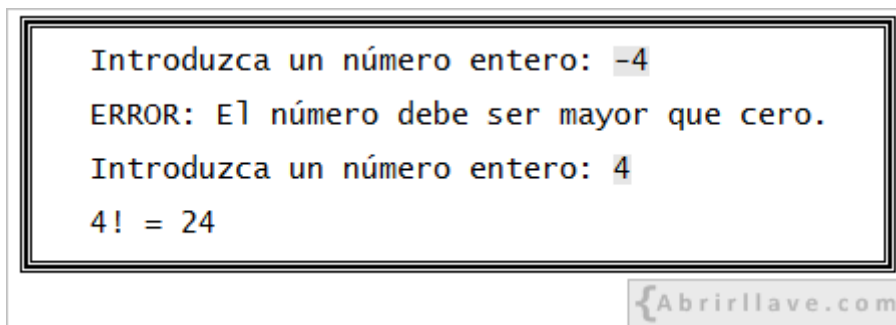 Introduzca un número entero: -4
ERROR: El número debe ser mayor que cero.
Introduzca un número entero: 4
4! = 24
{Abrirllave.com